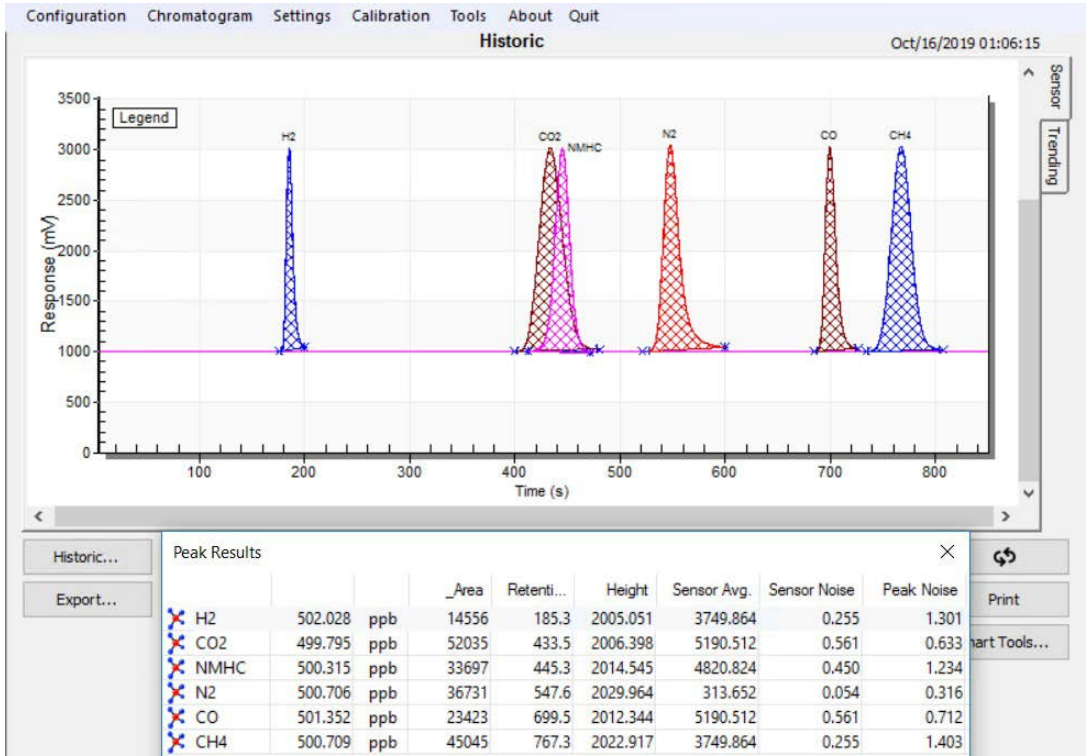 Configuration Chromatogram Settings Calibration Tools About Quit
Historic Oct/16/2019 01:06:15
Sensor
Trending
Legend
H2 CO2 NMHC N2 CO CH4
Response (mV)
3500
3000
2500
2000
1500
1000
500
0
100 200 300 400 500 600 700 800
Time (s)
Historic...
Export...
Print
hart Tools...
Peak Results
_Area Retenti... Height Sensor Avg. Sensor Noise Peak Noise
H2 502.028 ppb 14556 185.3 2005.051 3749.864 0.255 1.301
CO2 499.795 ppb 52035 433.5 2006.398 5190.512 0.561 0.633
NMHC 500.315 ppb 33697 445.3 2014.545 4820.824 0.450 1.234
N2 500.706 ppb 36731 547.6 2029.964 313.652 0.054 0.316
CO 501.352 ppb 23423 699.5 2012.344 5190.512 0.561 0.712
CH4 500.709 ppb 45045 767.3 2022.917 3749.864 0.255 1.403